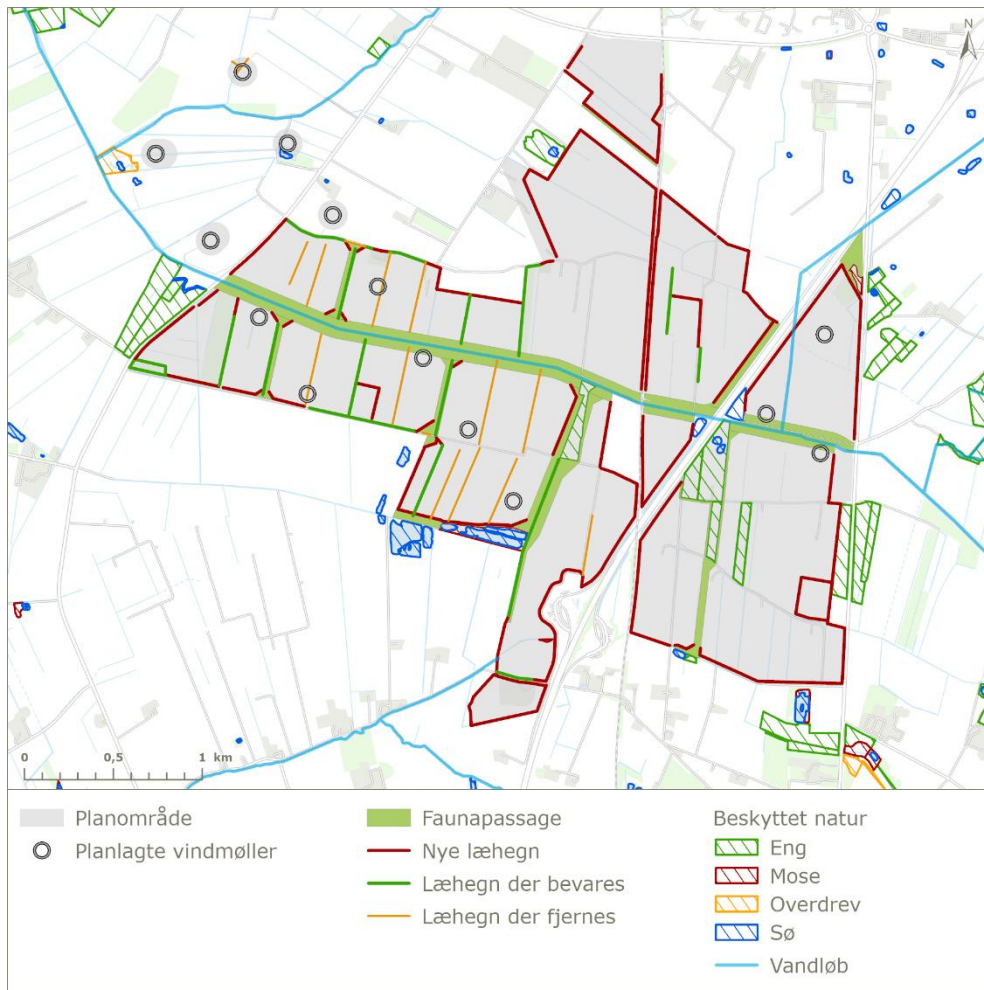 N
0 0,5 1 km
Planområde
Planlagte vindmøller
Faunapassage
Nye læhegn
Læhegn der bevares
Læhegn der fjernes
Beskyttet natur
Eng
Mose
Overdrev
Sø
Vandløb